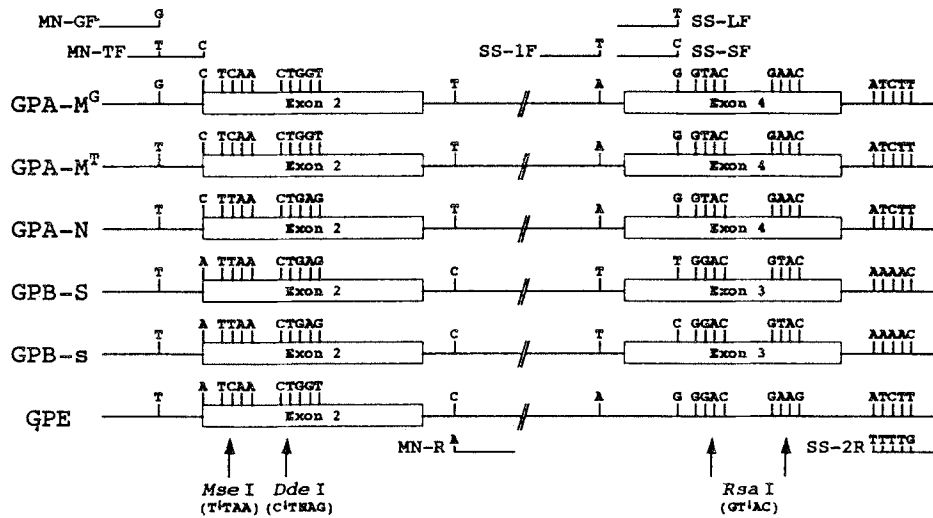 MN-GF G T SS-LF
MN-TF T C SS-1F T C SS-SF
C TCAA CTGGT G GTAC GAAC ATCTT
G T A
GPA-M^G Exon 2 Exon 4
C TCAA CTGGT G GTAC GAAC ATCTT
T T A
GPA-M^T Exon 2 Exon 4
C TTAA CTGAG G GTAC GAAC ATCTT
T T A
GPA-N Exon 2 Exon 4
A TTAA CTGAG T GGAC GTAC AAAAC
T C T
GPB-S Exon 2 Exon 3
A TTAA CTGAG C GGAC GTAC AAAAC
T C T
GPB-s Exon 2 Exon 3
A TCAA CTGGT G GGAC GAAG ATCTT
T C A
GPE Exon 2
MN-R A SS-2R TTTTG
Mse I Dde I Rsa I
(T↓TAA) (C↓TNAG) (GT↓AC)